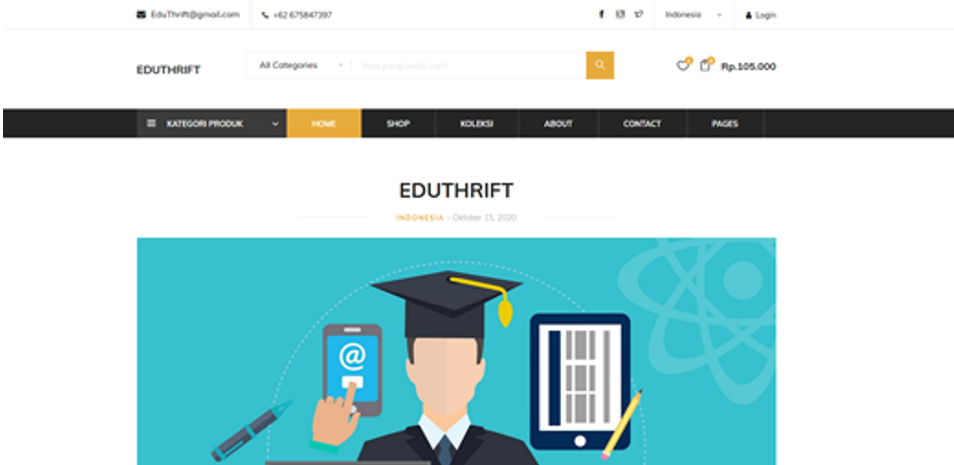 EduThrift@gmail.com +62 675847397 Indonesia Login
EDUTHRIFT All Categories Apa yang anda cari? Rp.105.000
KATEGORI PRODUK HOME SHOP KOLEKSI ABOUT CONTACT PAGES
EDUTHRIFT
INDONESIA - Oktober 15, 2020
@